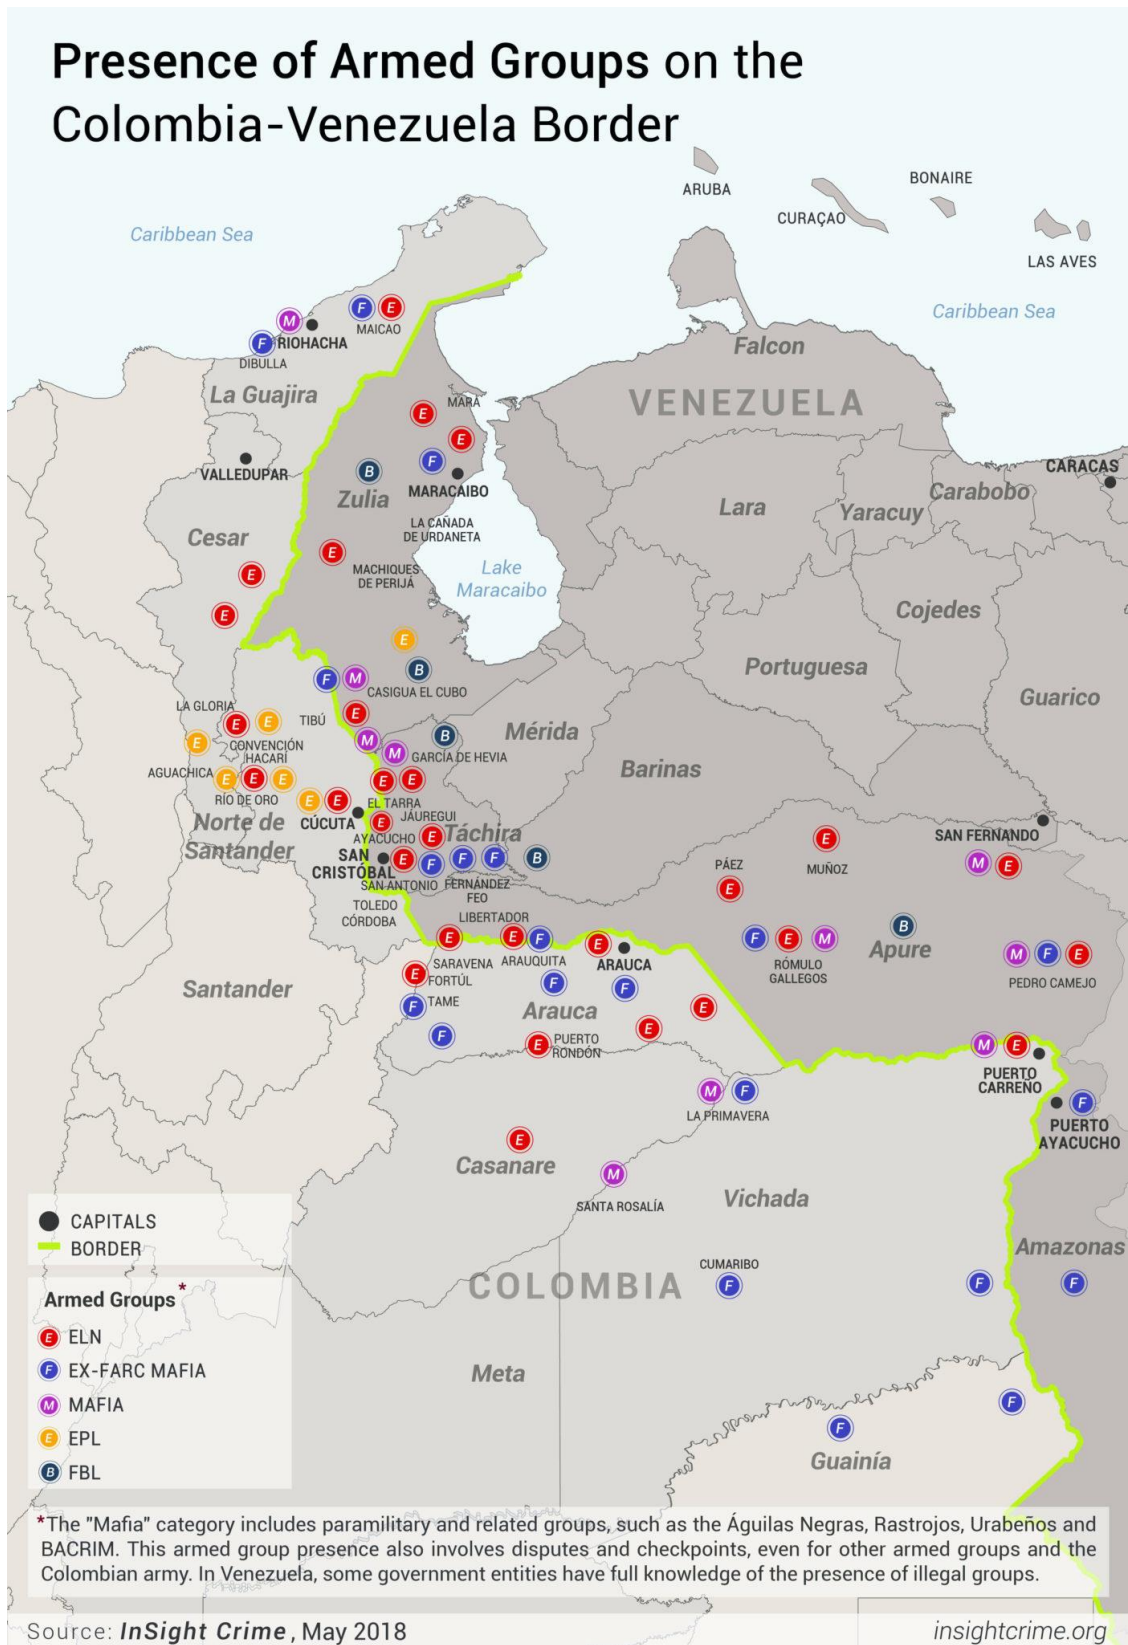 Presence of Armed Groups on the
Colombia-Venezuela Border
ARUBA
BONAIRE
CURAÇAO
LAS AVES
Caribbean Sea
Caribbean Sea
F
E
MAICAO
M
RIOHACHA
F
DIBULLA
La Guajira
Falcon
VENEZUELA
MARA
E
E
F
B
MARACAIBO
Zulia
VALLEDUPAR
CARACAS
Carabobo
Lara
Yaracuy
LA CAÑADA
DE URDANETA
Cesar
E
MACHIQUES
DE PERIJÁ
Lake
Maracaibo
E
E
Cojedes
E
B
CASIGUA EL CUBO
Portuguesa
Guarico
F
M
LA GLORIA
E
E
TIBÚ
E
Mérida
E
CONVENCIÓN
HACARÍ
M
M
B
GARCÍA DE HEVIA
Barinas
AGUACHICA
E
E
E
RÍO DE ORO
E
E
EL TARRA
Norte de
Santander
E
E
CÚCUTA
E
JÁUREGUI
AYACUCHO
E
Táchira
SAN
CRISTÓBAL
E
F
F
F
B
SAN ANTONIO
FERNÁNDEZ
FEO
TOLEDO
CÓRDOBA
LIBERTADOR
E
MUÑOZ
SAN FERNANDO
M
E
PÁEZ
E
F
E
M
RÓMULO
GALLEGOS
B
Apure
M
F
E
PEDRO CAMEJO
E
E
F
E
SARAVENA
ARAUQUITA
ARAUCA
E
FORTÚL
F
F
Santander
F
TAME
Arauca
E
F
E
PUERTO
RONDÓN
E
M
E
PUERTO
CARREÑO
M
F
LA PRIMAVERA
F
PUERTO
AYACUCHO
E
Casanare
M
SANTA ROSALÍA
Vichada
Amazonas
CUMARIBO
F
F
F
COLOMBIA
Meta
F
F
Guainía
CAPITALS
BORDER
Armed Groups *
E ELN
F EX-FARC MAFIA
M MAFIA
E EPL
B FBL
*The "Mafia" category includes paramilitary and related groups, such as the Águilas Negras, Rastrojos, Urabeños and
BACRIM. This armed group presence also involves disputes and checkpoints, even for other armed groups and the
Colombian army. In Venezuela, some government entities have full knowledge of the presence of illegal groups.
Source: InSight Crime, May 2018
insightcrime.org